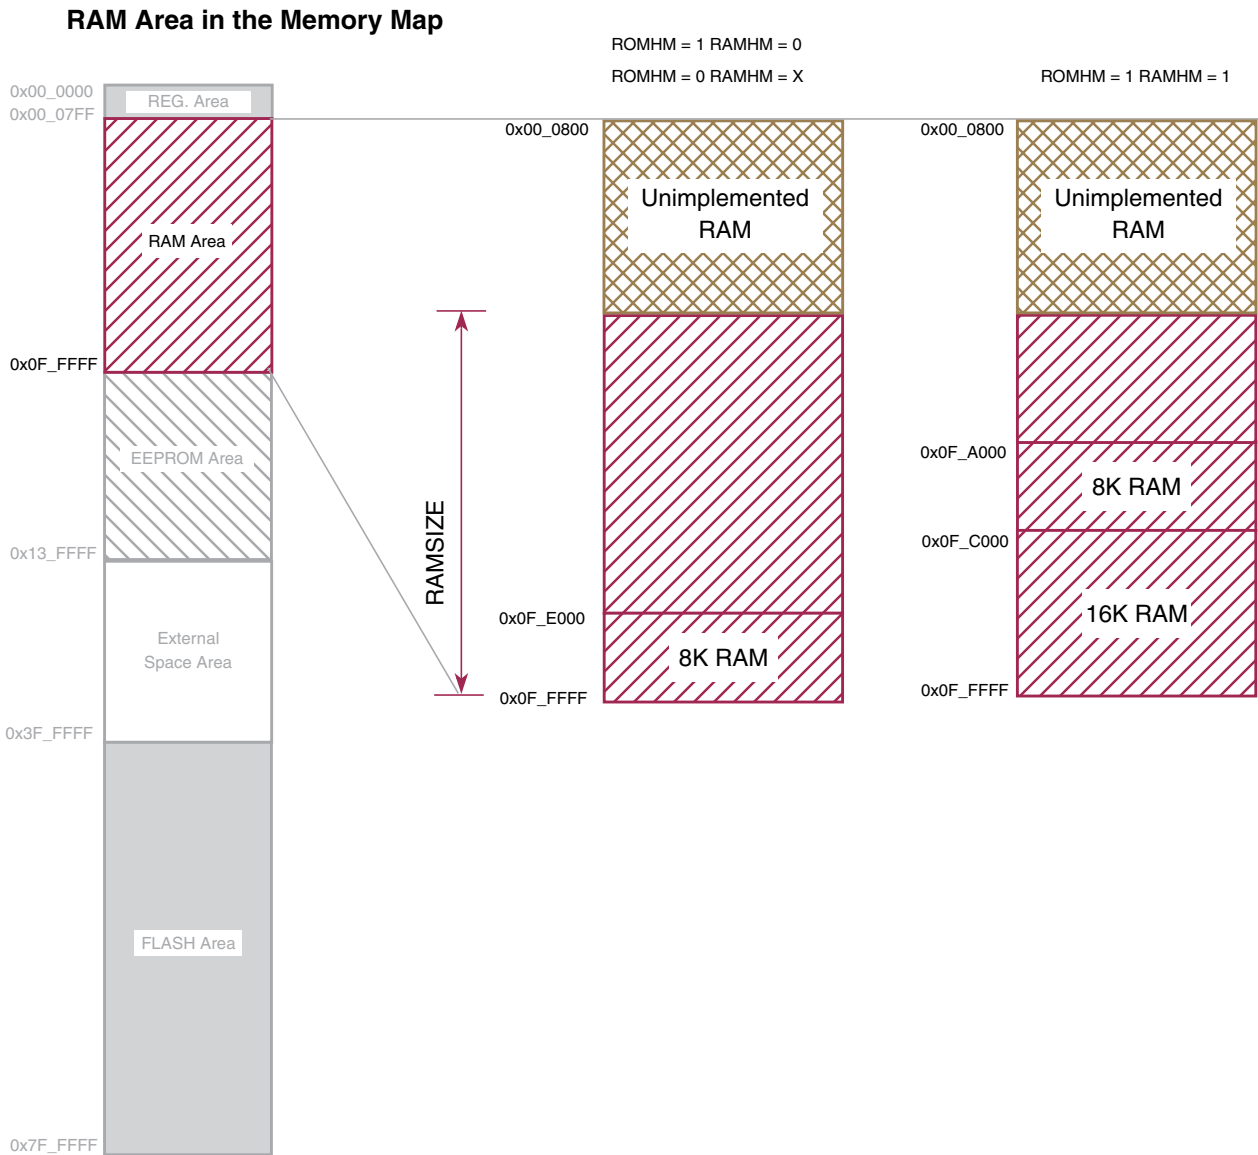 RAM Area in the Memory Map
ROMHM = 1 RAMHM = 0
ROMHM = 0 RAMHM = X
ROMHM = 1 RAMHM = 1
0x00_0000
REG. Area
0x00_07FF
RAM Area
0x0F_FFFF
EEPROM Area
0x13_FFFF
External
Space Area
0x3F_FFFF
FLASH Area
0x7F_FFFF
RAMSIZE
0x00_0800
Unimplemented
RAM
0x0F_E000
8K RAM
0x0F_FFFF
0x00_0800
Unimplemented
RAM
0x0F_A000
8K RAM
0x0F_C000
16K RAM
0x0F_FFFF